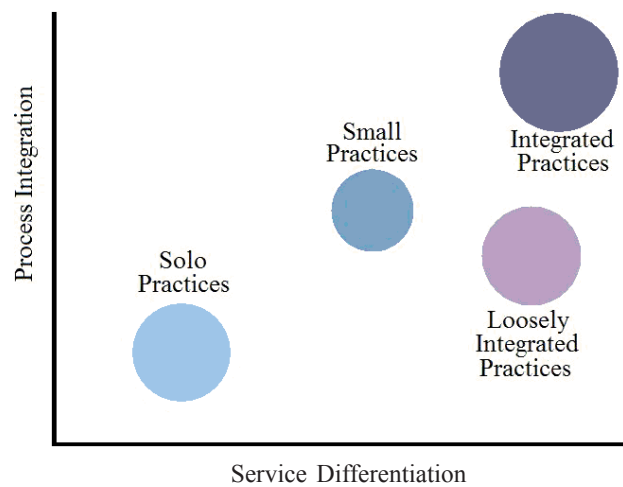 Process Integration
Small
Practices
Integrated
Practices
Solo
Practices
Loosely
Integrated
Practices
Service Differentiation